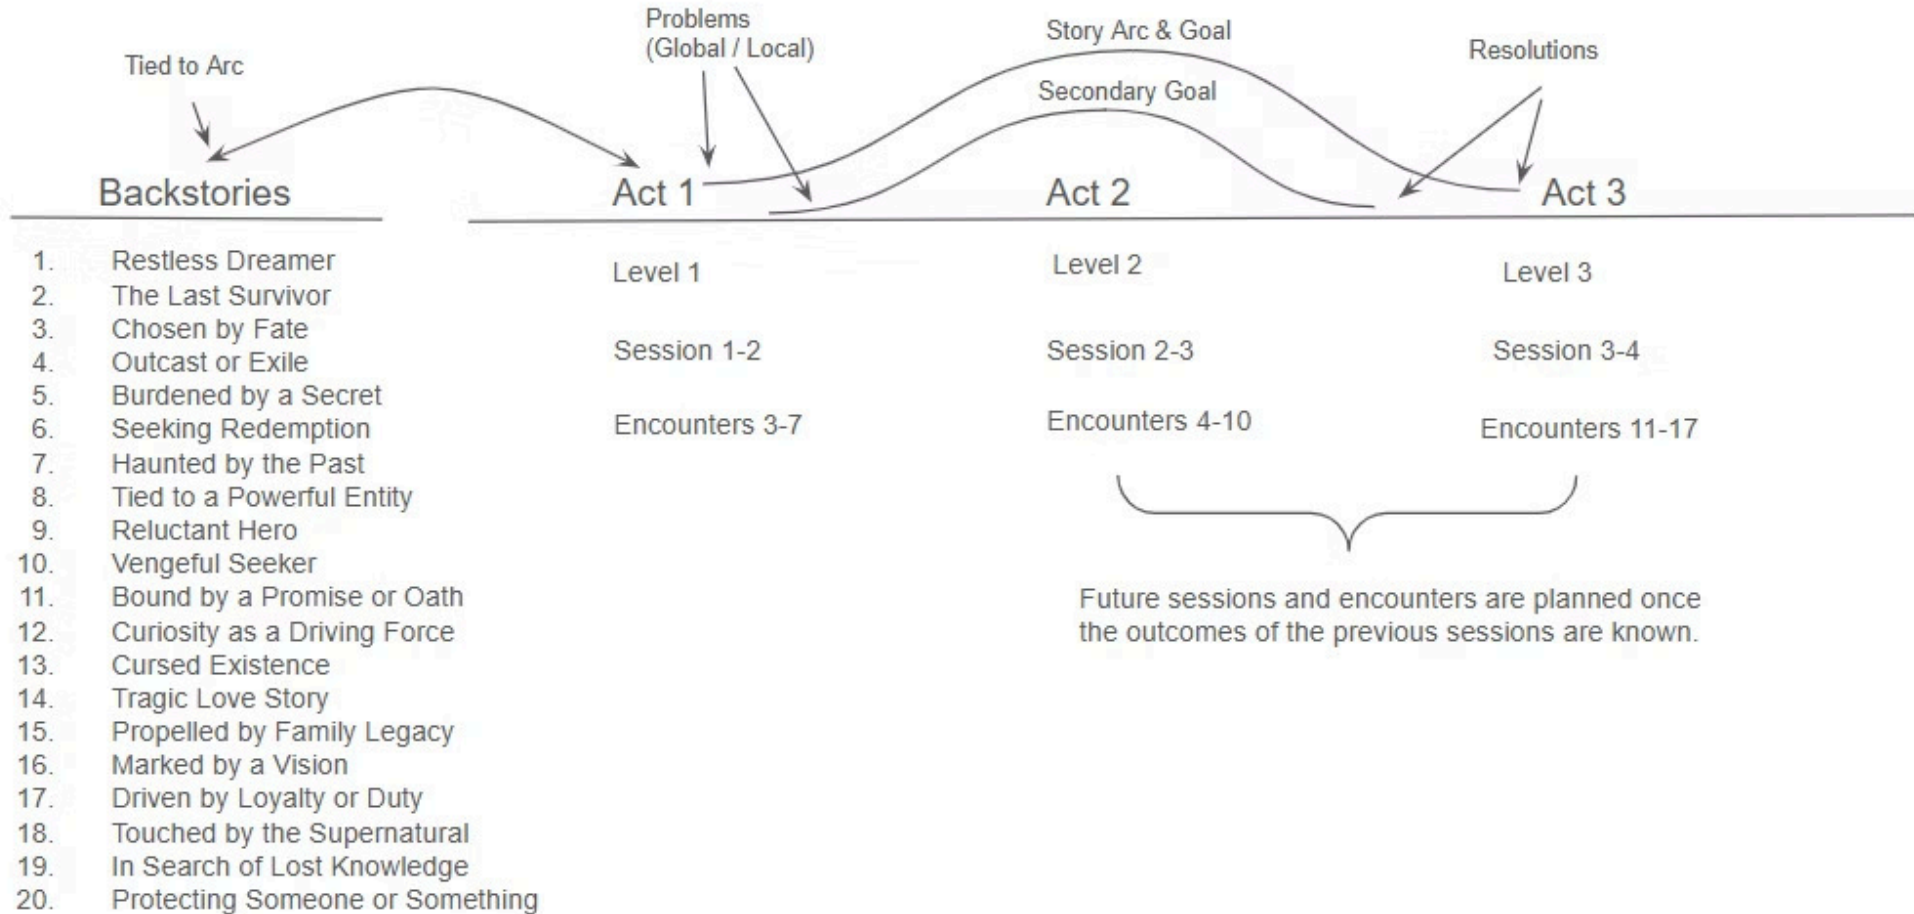 Tied to Arc
Problems
(Global / Local)
Story Arc & Goal
Secondary Goal
Resolutions
Backstories
Act 1
Act 2
Act 3
1. Restless Dreamer
2. The Last Survivor
3. Chosen by Fate
4. Outcast or Exile
5. Burdened by a Secret
6. Seeking Redemption
7. Haunted by the Past
8. Tied to a Powerful Entity
9. Reluctant Hero
10. Vengeful Seeker
11. Bound by a Promise or Oath
12. Curiosity as a Driving Force
13. Cursed Existence
14. Tragic Love Story
15. Propelled by Family Legacy
16. Marked by a Vision
17. Driven by Loyalty or Duty
18. Touched by the Supernatural
19. In Search of Lost Knowledge
20. Protecting Someone or Something
Level 1
Session 1-2
Encounters 3-7
Level 2
Session 2-3
Encounters 4-10
Level 3
Session 3-4
Encounters 11-17
Future sessions and encounters are planned once
the outcomes of the previous sessions are known.